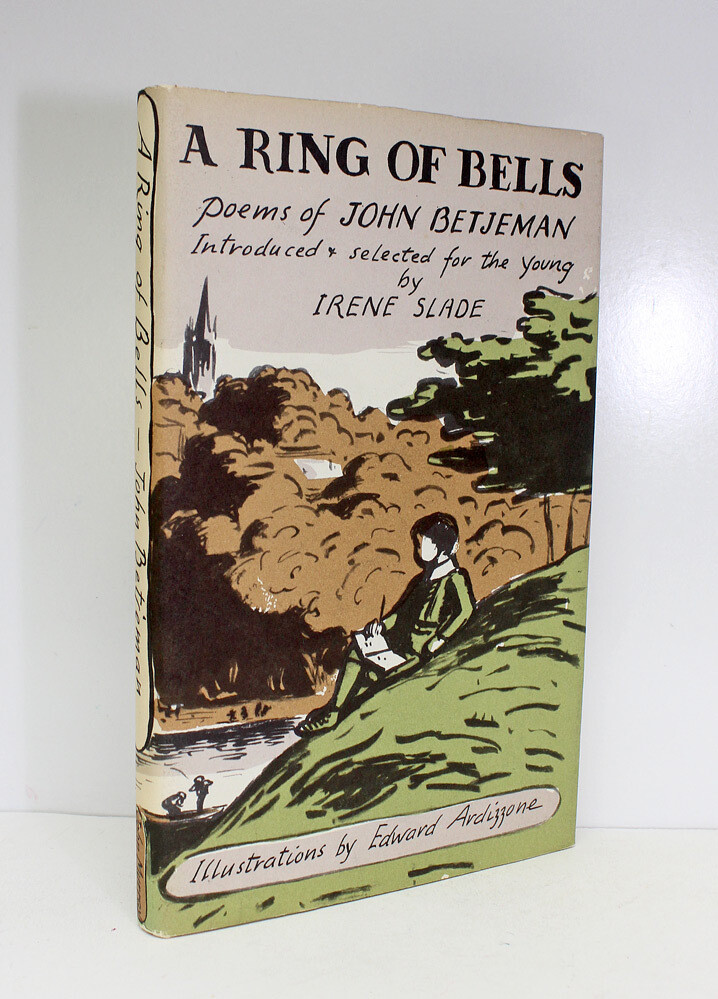 A RING OF BELLS
Poems of JOHN BETJEMAN
Introduced & selected for the young
by
IRENE SLADE
Illustrations by Edward Ardizzone
A Ring of Bells – John Betjeman